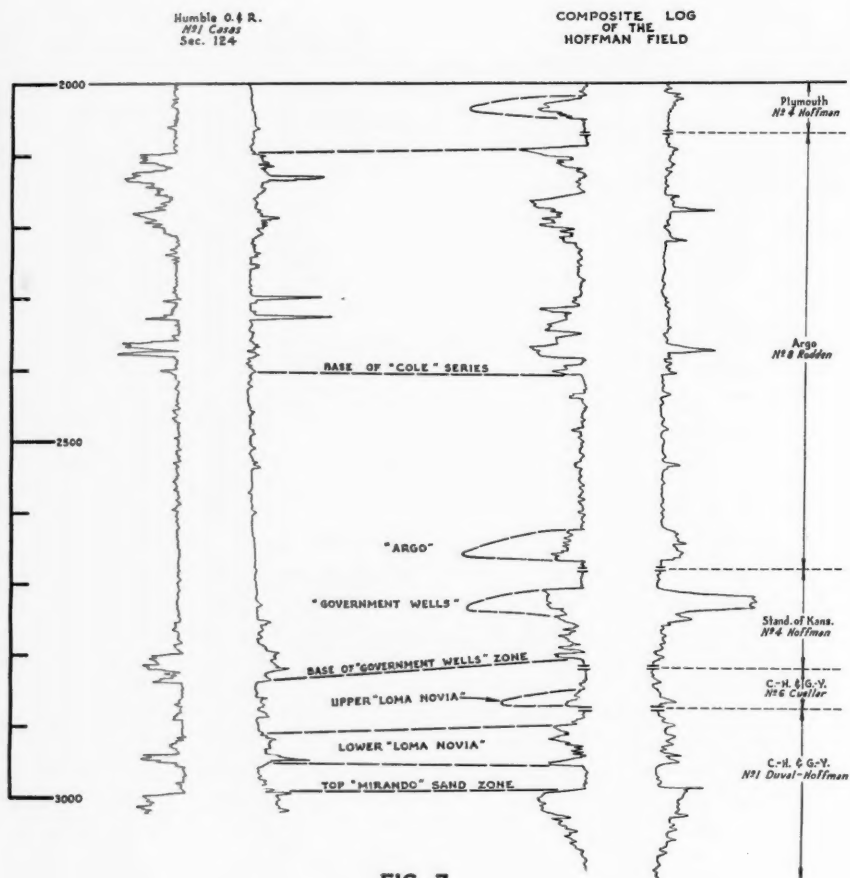 Humble O. & R.
No1 Casas
Sec. 124
COMPOSITE LOG
OF THE
HOFFMAN FIELD
2000
Plymouth
No 4 Hoffman
Argo
No 8 Rodden
BASE OF "COLE" SERIES
2500
"ARGO"
"GOVERNMENT WELLS"
Stand. of Kans.
No 4 Hoffman
BASE OF "GOVERNMENT WELLS" ZONE
C.-H. & G.-Y.
No 6 Cuellar
UPPER "LOMA NOVIA"
LOWER "LOMA NOVIA"
C.-H. & G.-Y.
No 1 Duval-Hoffman
TOP "MIRANDO" SAND ZONE
3000